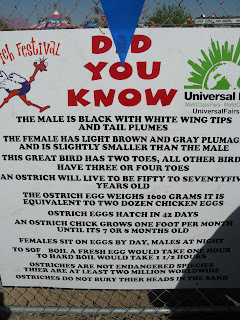 ich Festival
DID
YOU
KNOW
Universal F
World Class Fairs
UniversalFairs
THE MALE IS BLACK WITH WHITE WING TIPS
AND TAIL PLUMES
THE FEMALE HAS LIGHT BROWN AND GRAY PLUMAG
AND IS SLIGHTLY SMALLER THAN THE MALE
THIS GREAT BIRD HAS TWO TOES, ALL OTHER BIRD
HAVE THREE OR FOUR TOES
AN OSTRICH WILL LIVE TO BE FIFTY TO SEVENTYFIV
YEARS OLD
THE OSTRICH EGG WEIGHS 1600 GRAMS IT IS
EQUIVALENT TO TWO DOZEN CHICKEN EGGS
OSTRICH EGGS HATCH IN 42 DAYS
AN OSTRICH CHICK GROWS ONE FOOT PER MONTH
UNTIL ITS 7 OR 8 MONTHS OLD
FEMALES SIT ON EGGS BY DAY, MALES AT NIGHT
TO SOF BOIL A FRESH EGG WOULD TAKE ONE HOUR
TO HARD BOIL WOULD TAKE 1 1/2 HOURS
OSTRICHES ARE NOT ENDANGERED SPECIES
THIER ARE AT LEAST TWO MILLION WORLDWIDE
OSTRICHES DO NOT BURY THIER HEADS IN THE SAND